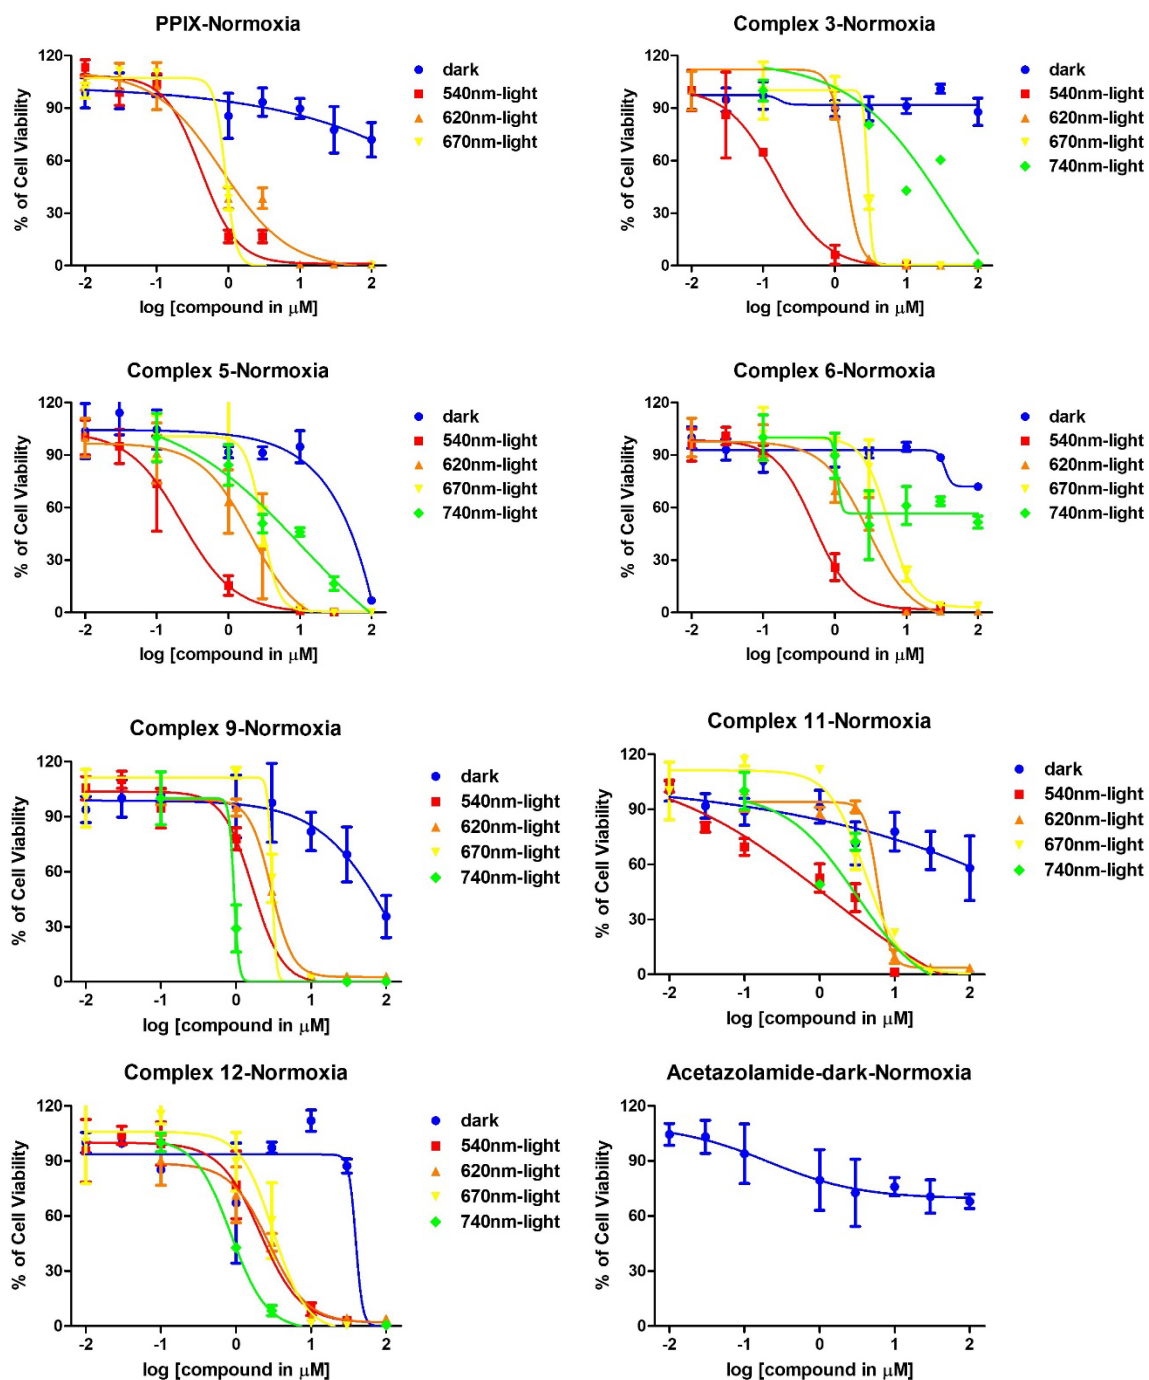 PPIX-Normoxia
120
90
60
30
0
% of Cell Viability
-2 -1 0 1 2
log [compound in μM]
dark
540nm-light
620nm-light
670nm-light
Complex 3-Normoxia
120
90
60
30
0
% of Cell Viability
-2 -1 0 1 2
log [compound in μM]
dark
540nm-light
620nm-light
670nm-light
740nm-light
Complex 5-Normoxia
120
90
60
30
0
% of Cell Viability
-2 -1 0 1 2
log [compound in μM]
dark
540nm-light
620nm-light
670nm-light
740nm-light
Complex 6-Normoxia
120
90
60
30
0
% of Cell Viability
-2 -1 0 1 2
log [compound in μM]
dark
540nm-light
620nm-light
670nm-light
740nm-light
Complex 9-Normoxia
120
90
60
30
0
% of Cell Viability
-2 -1 0 1 2
log [compound in μM]
dark
540nm-light
620nm-light
670nm-light
740nm-light
Complex 11-Normoxia
120
90
60
30
0
% of Cell Viability
-2 -1 0 1 2
log [compound in μM]
dark
540nm-light
620nm-light
670nm-light
740nm-light
Complex 12-Normoxia
120
90
60
30
0
% of Cell Viability
-2 -1 0 1 2
log [compound in μM]
dark
540nm-light
620nm-light
670nm-light
740nm-light
Acetazolamide-dark-Normoxia
120
90
60
30
0
% of Cell Viability
-2 -1 0 1 2
log [compound in μM]